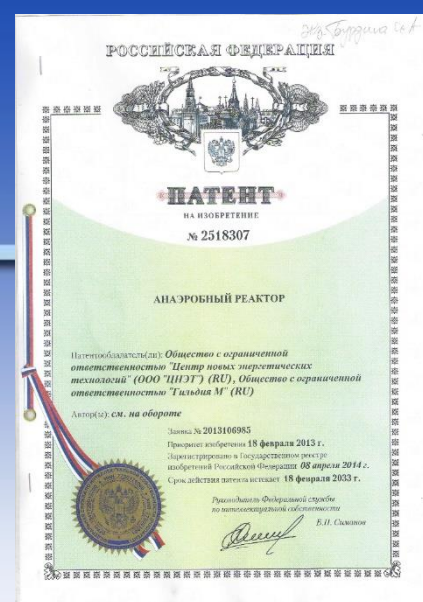 РОССИЙСКАЯ ФЕДЕРАЦИЯ
ПАТЕНТ
НА ИЗОБРЕТЕНИЕ
№ 2518307
АНАЭРОБНЫЙ РЕАКТОР
Патентообладатель(ли): Общество с ограниченной
ответственностью "Центр новых энергетических
технологий" (ООО "ЦНЭТ") (RU), Общество с ограниченной
ответственностью "Гильдия М" (RU)
Автор(ы): см. на обороте
Заявка № 2013106985
Приоритет изобретения 18 февраля 2013 г.
Зарегистрировано в Государственном реестре
изобретений Российской Федерации 08 апреля 2014 г.
Срок действия патента истекает 18 февраля 2033 г.
Руководитель Федеральной службы
по интеллектуальной собственности
Б.П. Симонов